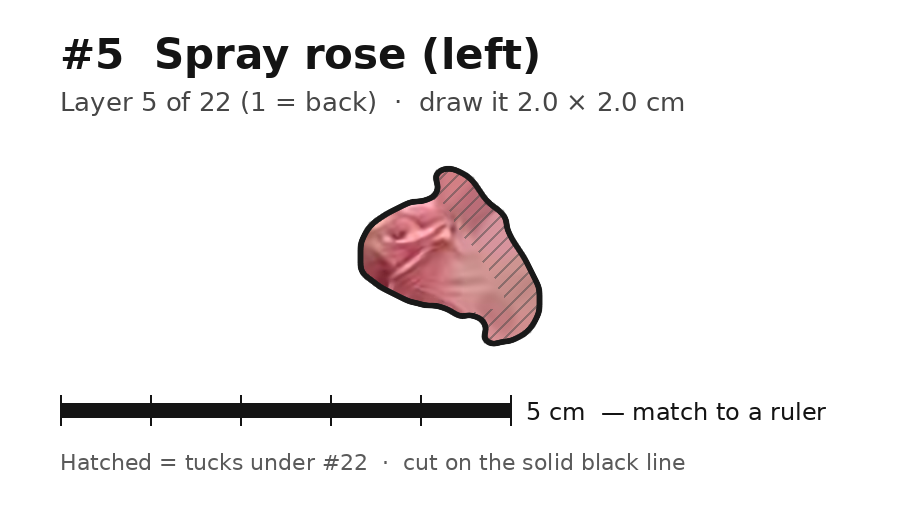 #5 Spray rose (left)
Layer 5 of 22 (1 = back) · draw it 2.0 × 2.0 cm
5 cm — match to a ruler
Hatched = tucks under #22 · cut on the solid black line